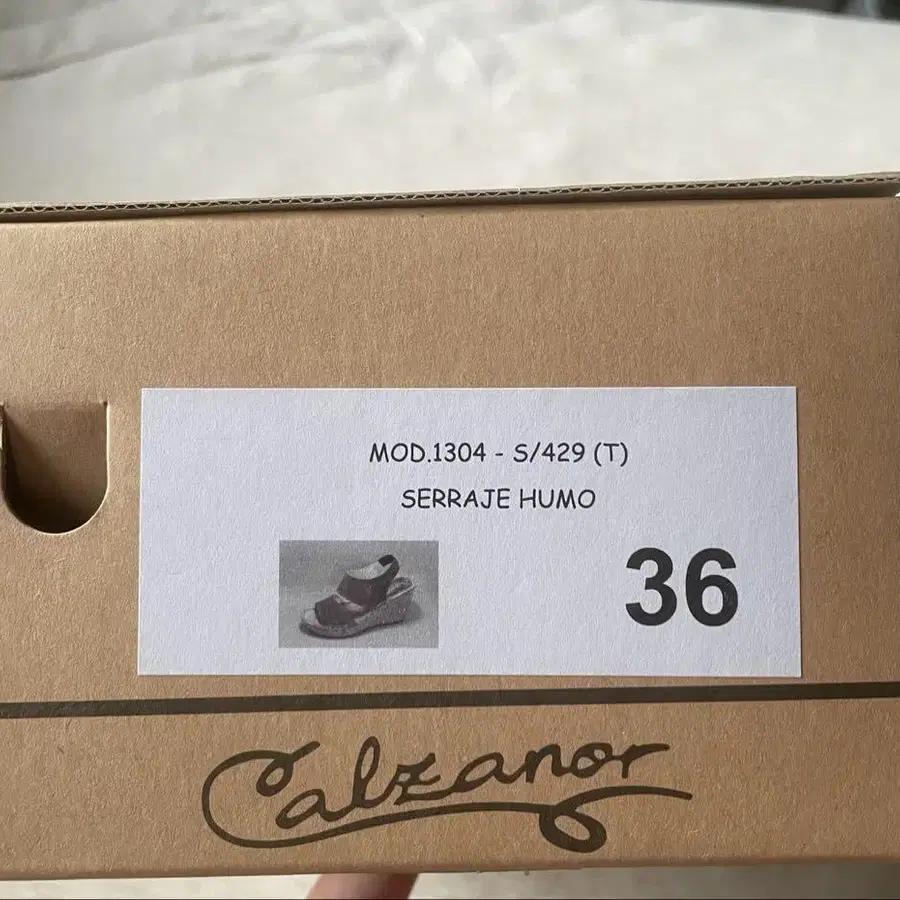 MOD.1304 - S/429 (T)
SERRAJE HUMO
36
Calzanor